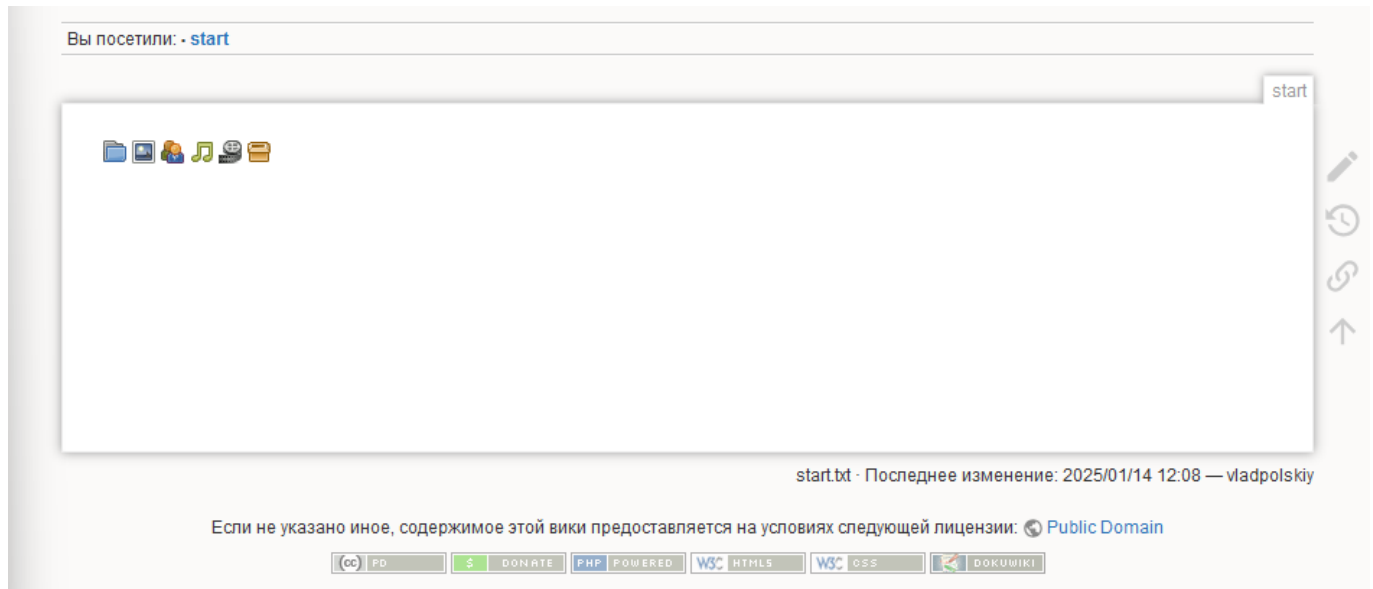 Вы посетили: • start
start
start.txt · Последнее изменение: 2025/01/14 12:08 — vladpolskiy
Если не указано иное, содержимое этой вики предоставляется на условиях следующей лицензии: Public Domain
(cc) PD $ DONATE PHP POWERED W3C HTML5 W3C CSS DOKUWIKI